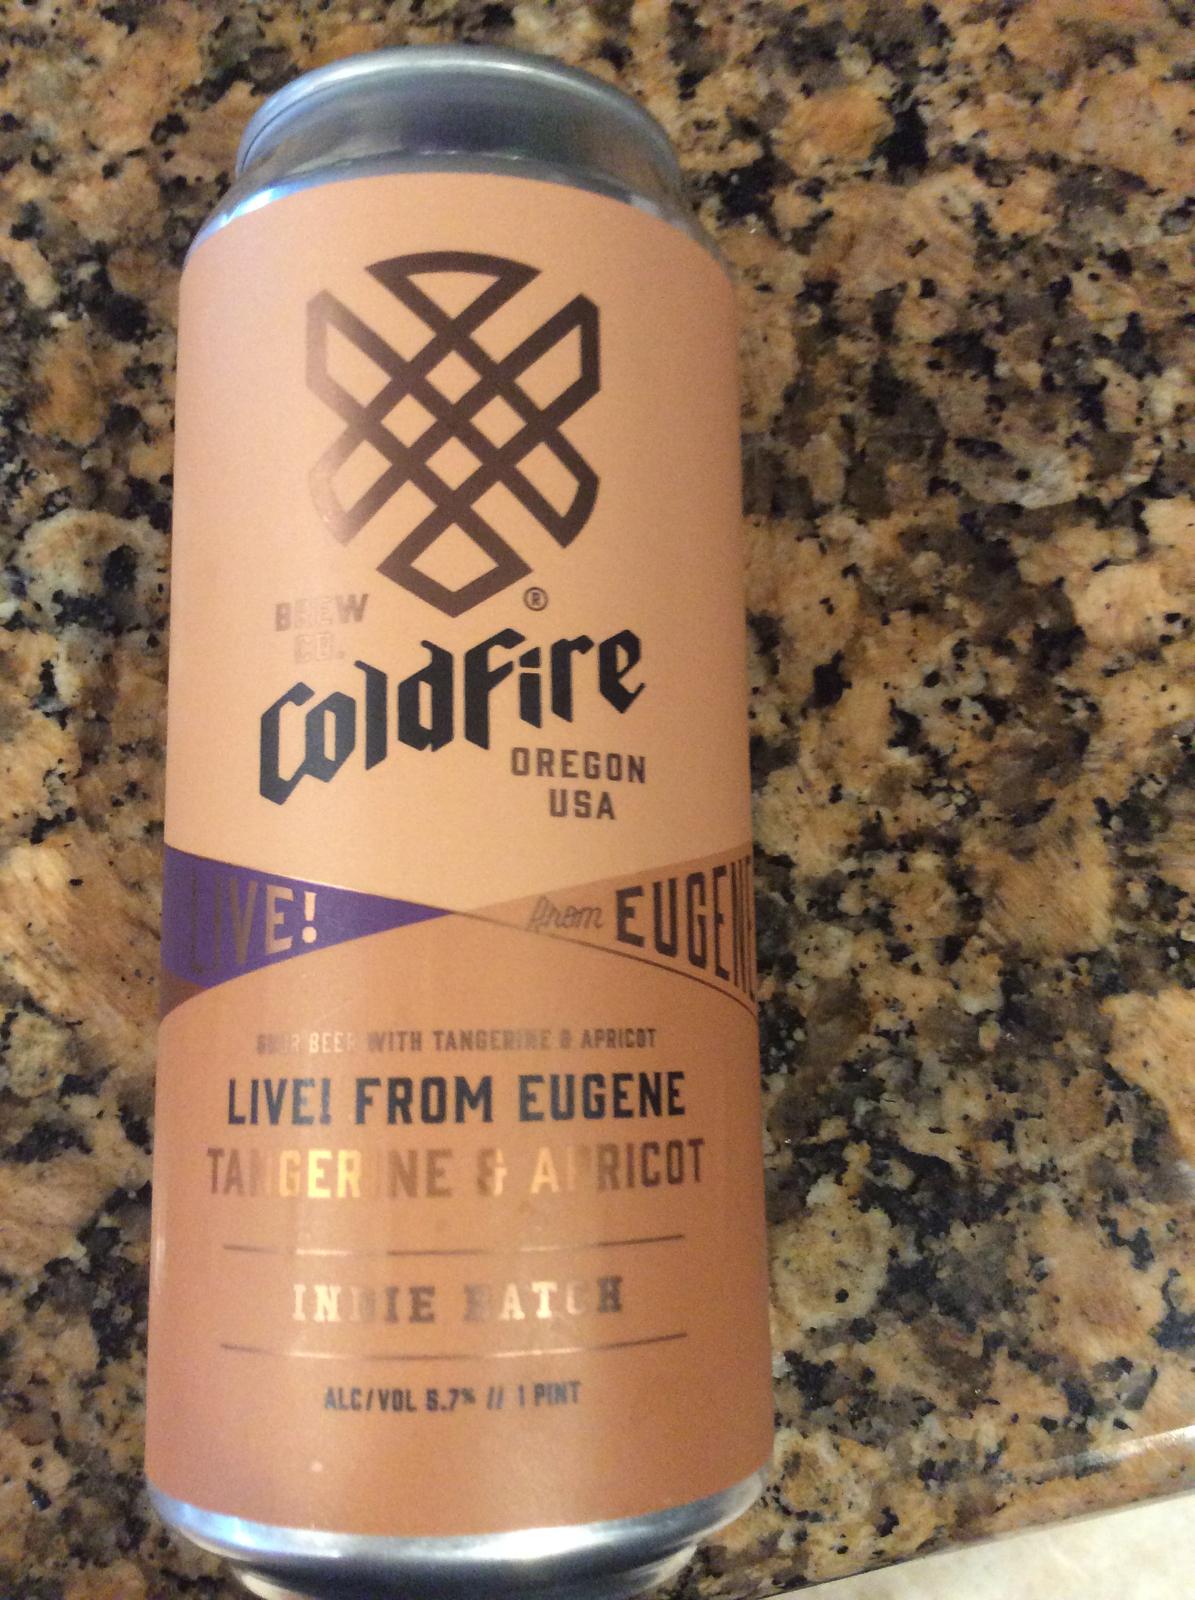 BREW
CO.
®
ColdFire
OREGON
USA
LIVE!
from EUGENE
SOUR BEER WITH TANGERINE & APRICOT
LIVE! FROM EUGENE
TANGERINE & APRICOT
INDIE BATCH
ALC/VOL 5.7% // 1 PINT